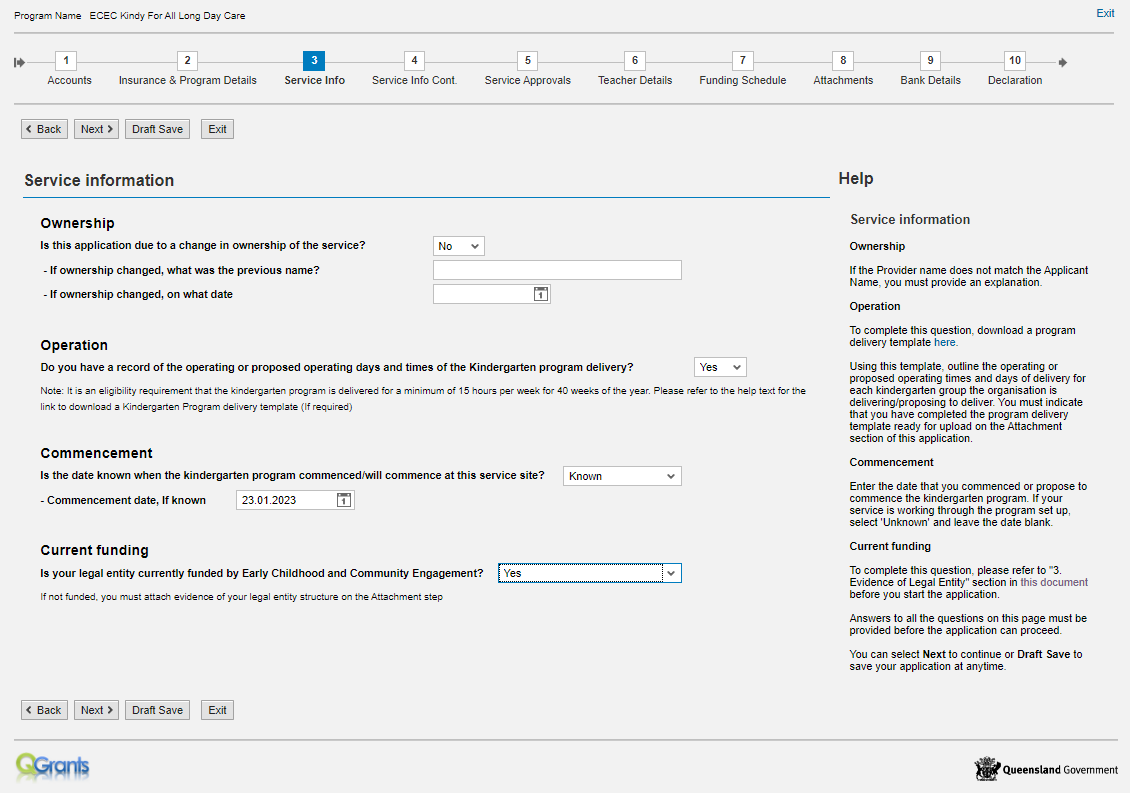 Program Name ECEC Kindy For All Long Day Care
Exit
1
2
3
4
5
6
7
8
9
10
Accounts
Insurance & Program Details
Service Info
Service Info Cont.
Service Approvals
Teacher Details
Funding Schedule
Attachments
Bank Details
Declaration
Back Next Draft Save Exit
Service information
Ownership
Is this application due to a change in ownership of the service? No
- If ownership changed, what was the previous name?
- If ownership changed, on what date 1
Operation
Do you have a record of the operating or proposed operating days and times of the Kindergarten program delivery? Yes
Note: It is an eligibility requirement that the kindergarten program is delivered for a minimum of 15 hours per week for 40 weeks of the year. Please refer to the help text for the
link to download a Kindergarten Program delivery template (If required)
Commencement
Is the date known when the kindergarten program commenced/will commence at this service site? Known
- Commencement date, If known 23.01.2023 1
Current funding
Is your legal entity currently funded by Early Childhood and Community Engagement? Yes
If not funded, you must attach evidence of your legal entity structure on the Attachment step
Help
Service information
Ownership
If the Provider name does not match the Applicant
Name, you must provide an explanation.
Operation
To complete this question, download a program
delivery template here.
Using this template, outline the operating or
proposed operating times and days of delivery for
each kindergarten group the organisation is
delivering/proposing to deliver. You must indicate
that you have completed the program delivery
template ready for upload on the Attachment
section of this application.
Commencement
Enter the date that you commenced or propose to
commence the kindergarten program. If your
service is working through the program set up,
select 'Unknown' and leave the date blank.
Current funding
To complete this question, please refer to "3.
Evidence of Legal Entity" section in this document
before you start the application.
Answers to all the questions on this page must be
provided before the application can proceed.
You can select Next to continue or Draft Save to
save your application at anytime.
Back Next Draft Save Exit
QGrants
Queensland Government